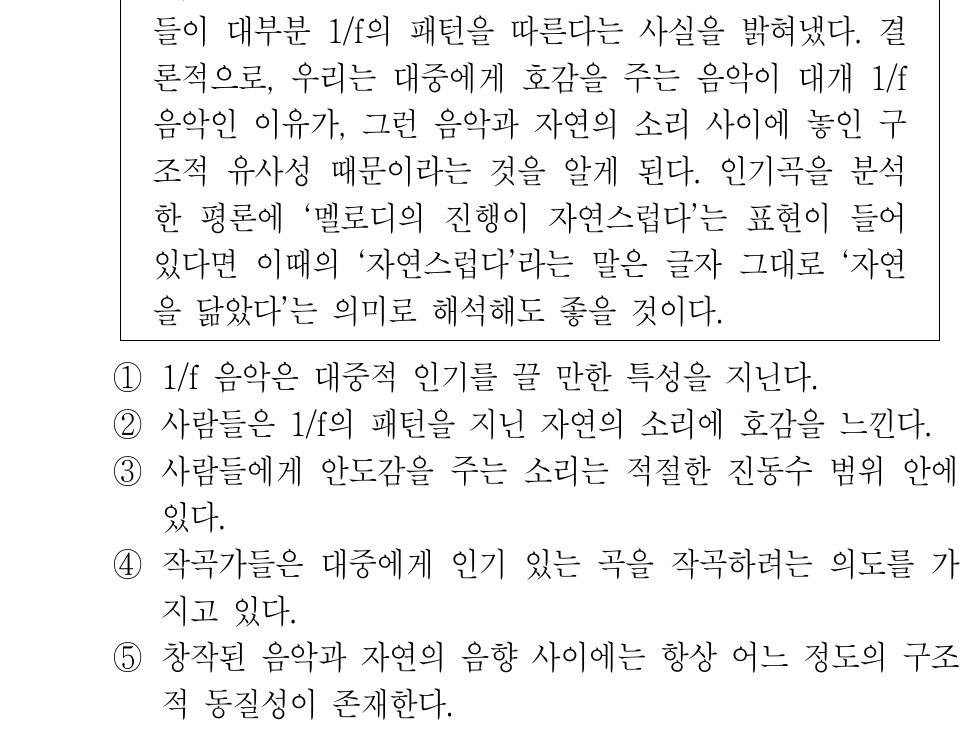 들이 대부분 1/f의 패턴을 따른다는 사실을 밝혀냈다. 결
론적으로, 우리는 대중에게 호감을 주는 음악이 대개 1/f
음악인 이유가, 그런 음악과 자연의 소리 사이에 놓인 구
조적 유사성 때문이라는 것을 알게 된다. 인기곡을 분석
한 평론에 ‘멜로디의 진행이 자연스럽다’는 표현이 들어
있다면 이때의 ‘자연스럽다’라는 말은 글자 그대로 ‘자연
을 닮았다’는 의미로 해석해도 좋을 것이다.
① 1/f 음악은 대중적 인기를 끌 만한 특성을 지닌다.
② 사람들은 1/f의 패턴을 지닌 자연의 소리에 호감을 느낀다.
③ 사람들에게 안도감을 주는 소리는 적절한 진동수 범위 안에
있다.
④ 작곡가들은 대중에게 인기 있는 곡을 작곡하려는 의도를 가
지고 있다.
⑤ 창작된 음악과 자연의 음향 사이에는 항상 어느 정도의 구조
적 동질성이 존재한다.